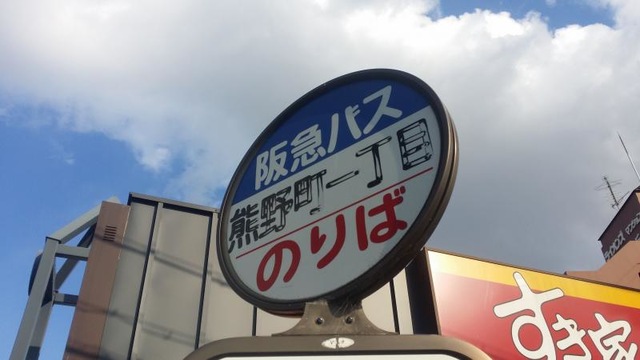 阪急バス
熊野町一丁目
のりば
すき家